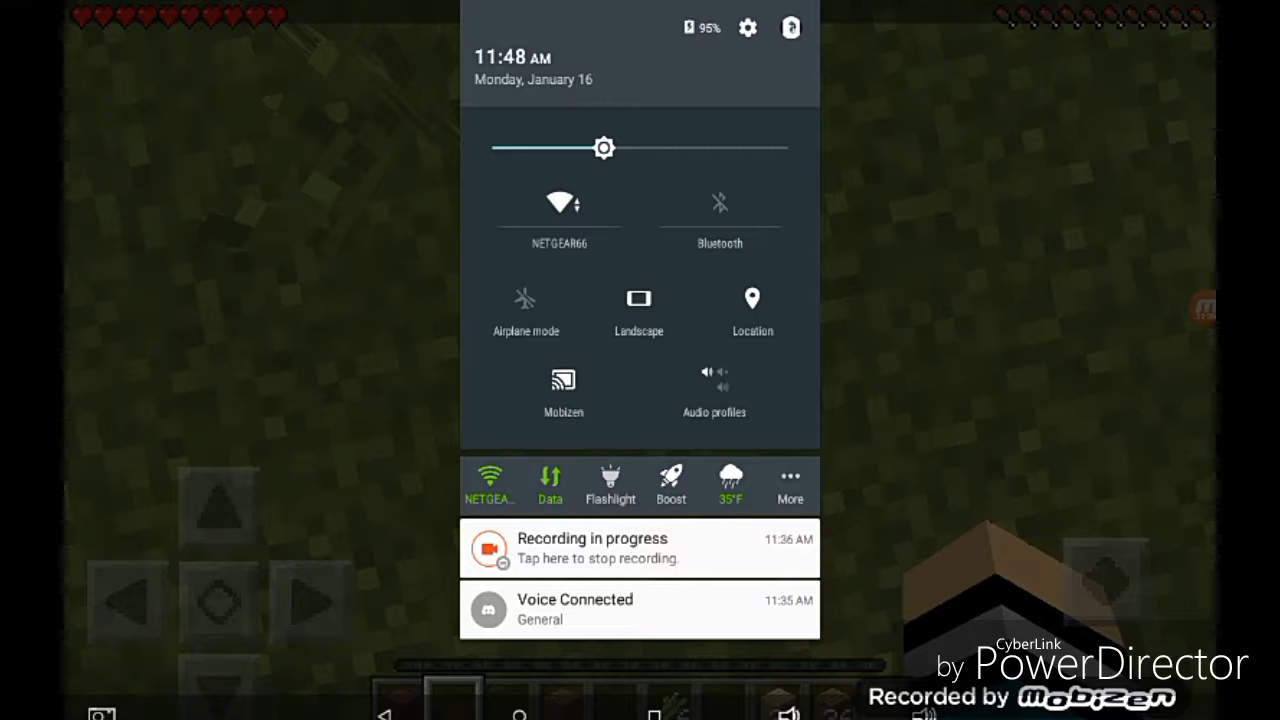 95%
11:48 AM
Monday, January 16
NETGEAR66
Bluetooth
Airplane mode
Landscape
Location
Mobizen
Audio profiles
NETGEA..
Data
Flashlight
Boost
35°F
More
Recording in progress
11:36 AM
Tap here to stop recording.
Voice Connected
11:35 AM
General
CyberLink
by PowerDirector
Recorded by mobizen